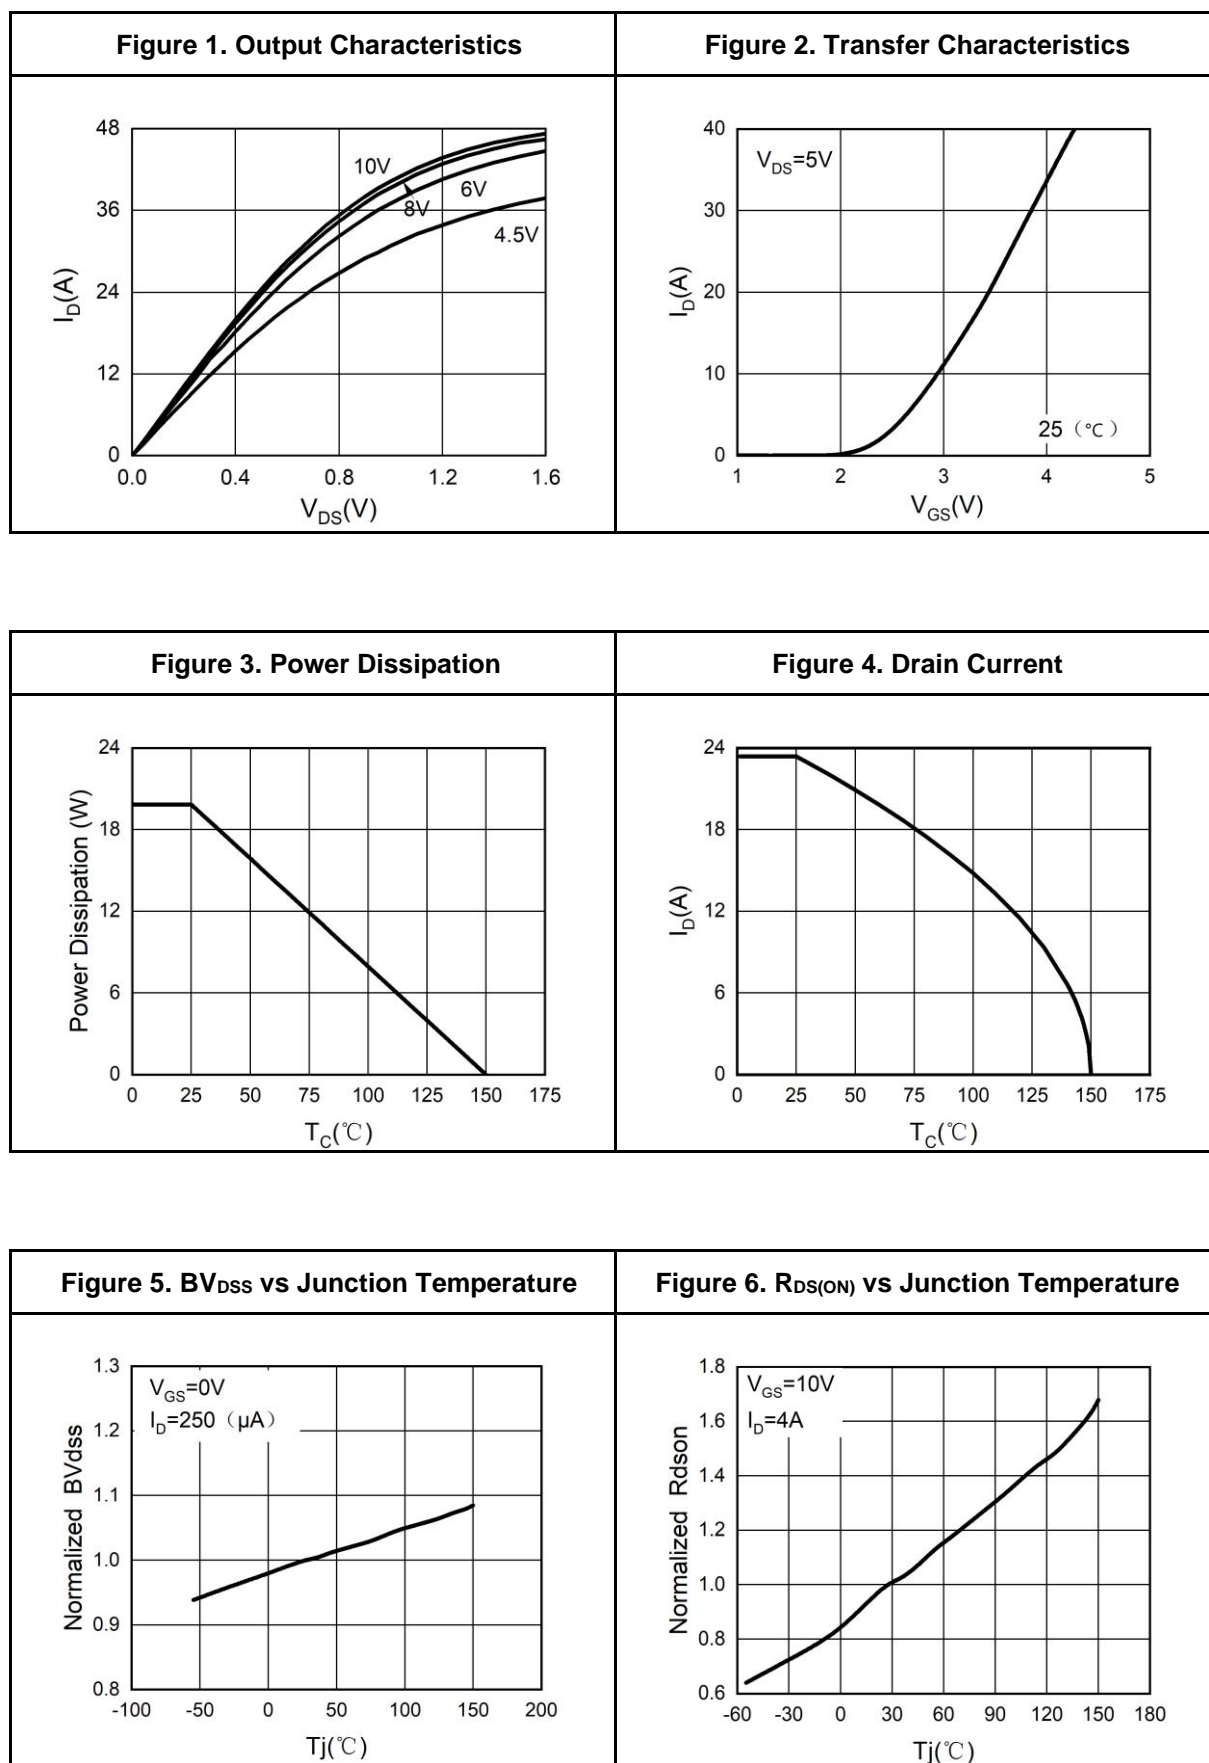 Figure 1. Output Characteristics
Figure 2. Transfer Characteristics
48
36
24
12
0
0.0 0.4 0.8 1.2 1.6
I_D(A)
V_DS(V)
10V
8V
6V
4.5V
40
30
20
10
0
1 2 3 4 5
I_D(A)
V_GS(V)
V_DS=5V
25（℃）
Figure 3. Power Dissipation
Figure 4. Drain Current
24
18
12
6
0
0 25 50 75 100 125 150 175
Power Dissipation (W)
T_C(℃)
24
18
12
6
0
0 25 50 75 100 125 150 175
I_D(A)
T_C(℃)
Figure 5. BV_DSS vs Junction Temperature
Figure 6. R_DS(ON) vs Junction Temperature
1.3
1.2
1.1
1.0
0.9
0.8
-100 -50 0 50 100 150 200
Normalized BVdss
Tj(℃)
V_GS=0V
I_D=250（μA）
1.8
1.6
1.4
1.2
1.0
0.8
0.6
-60 -30 0 30 60 90 120 150 180
Normalized Rdson
Tj(℃)
V_GS=10V
I_D=4A